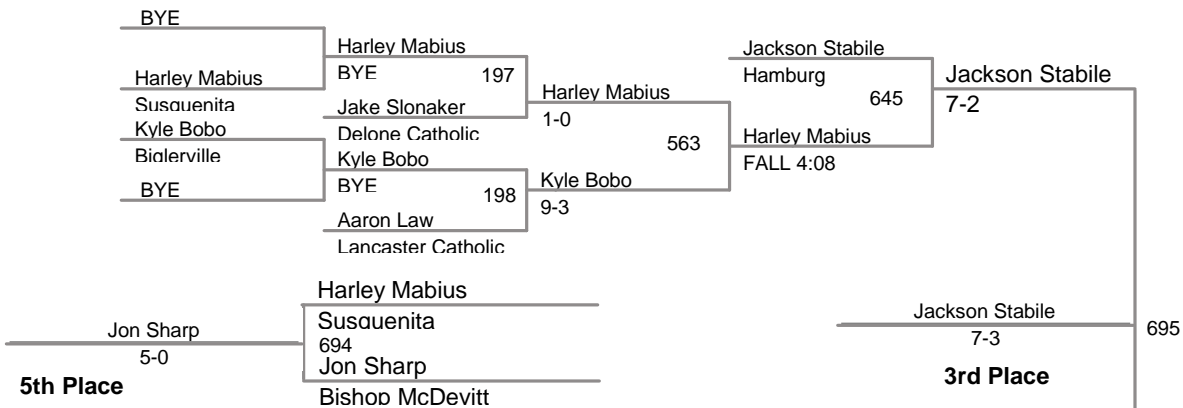 BYE
Harley Mabius
Susquenita
Kyle Bobo
Biglerville
BYE
Harley Mabius
BYE
197
Jake Slonaker
Delone Catholic
Kyle Bobo
BYE
198
Aaron Law
Lancaster Catholic
Harley Mabius
1-0
563
Kyle Bobo
9-3
Jackson Stabile
Hamburg
645
Harley Mabius
FALL 4:08
Jackson Stabile
7-2
Jon Sharp
5-0
5th Place
Harley Mabius
Susquenita
694
Jon Sharp
Bishop McDevitt
Jackson Stabile
7-3
3rd Place
695